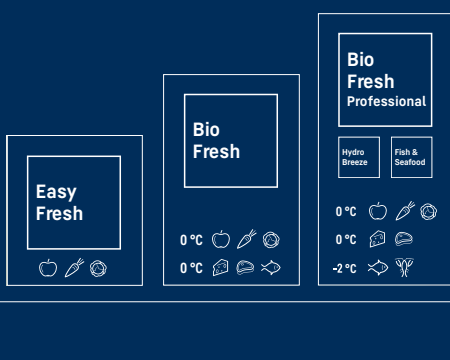 Easy
Fresh
Bio
Fresh
0 °C
0 °C
Bio
Fresh
Professional
Hydro
Breeze
Fish &
Seafood
0 °C
0 °C
-2 °C